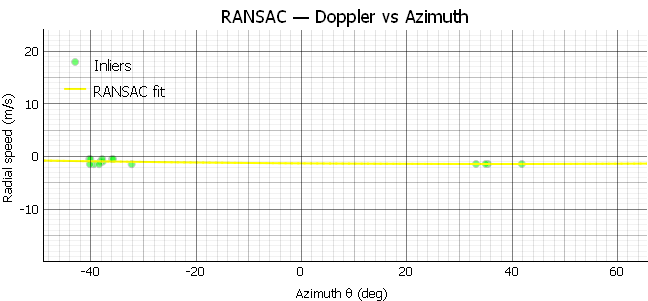 RANSAC — Doppler vs Azimuth
Radial speed (m/s)
20
10
0
-10
Inliers
RANSAC fit
-40 -20 0 20 40 60
Azimuth θ (deg)